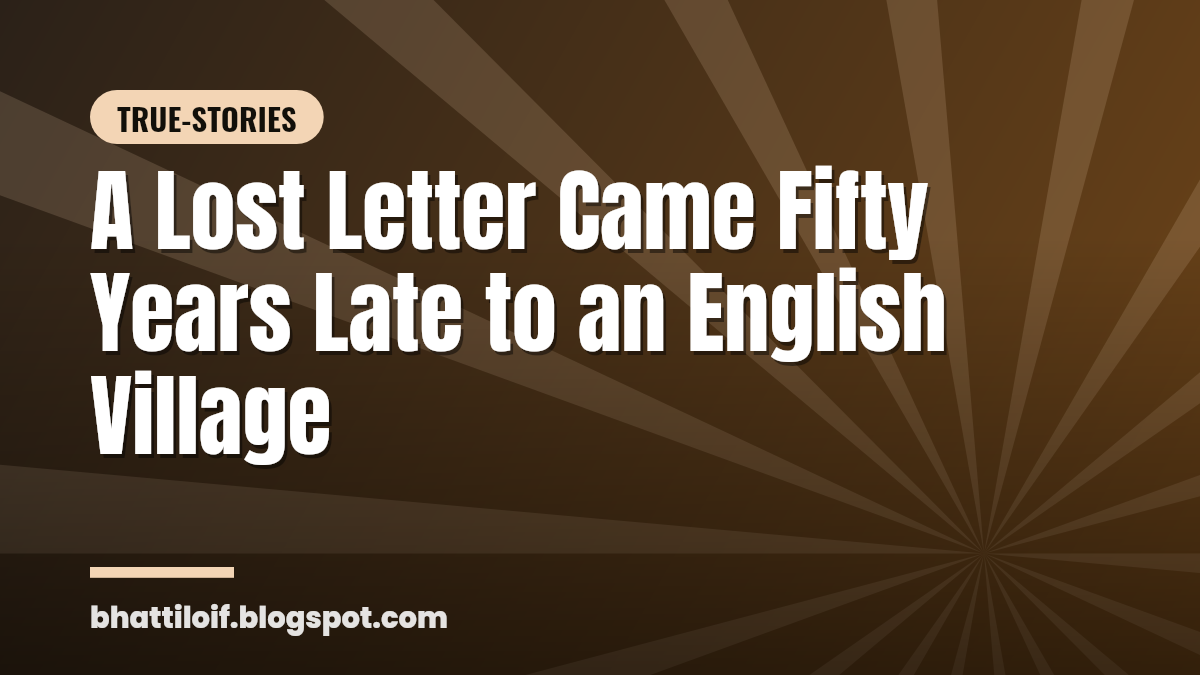 TRUE-STORIES
A Lost Letter Came Fifty
Years Late to an English
Village
bhattiloif.blogspot.com